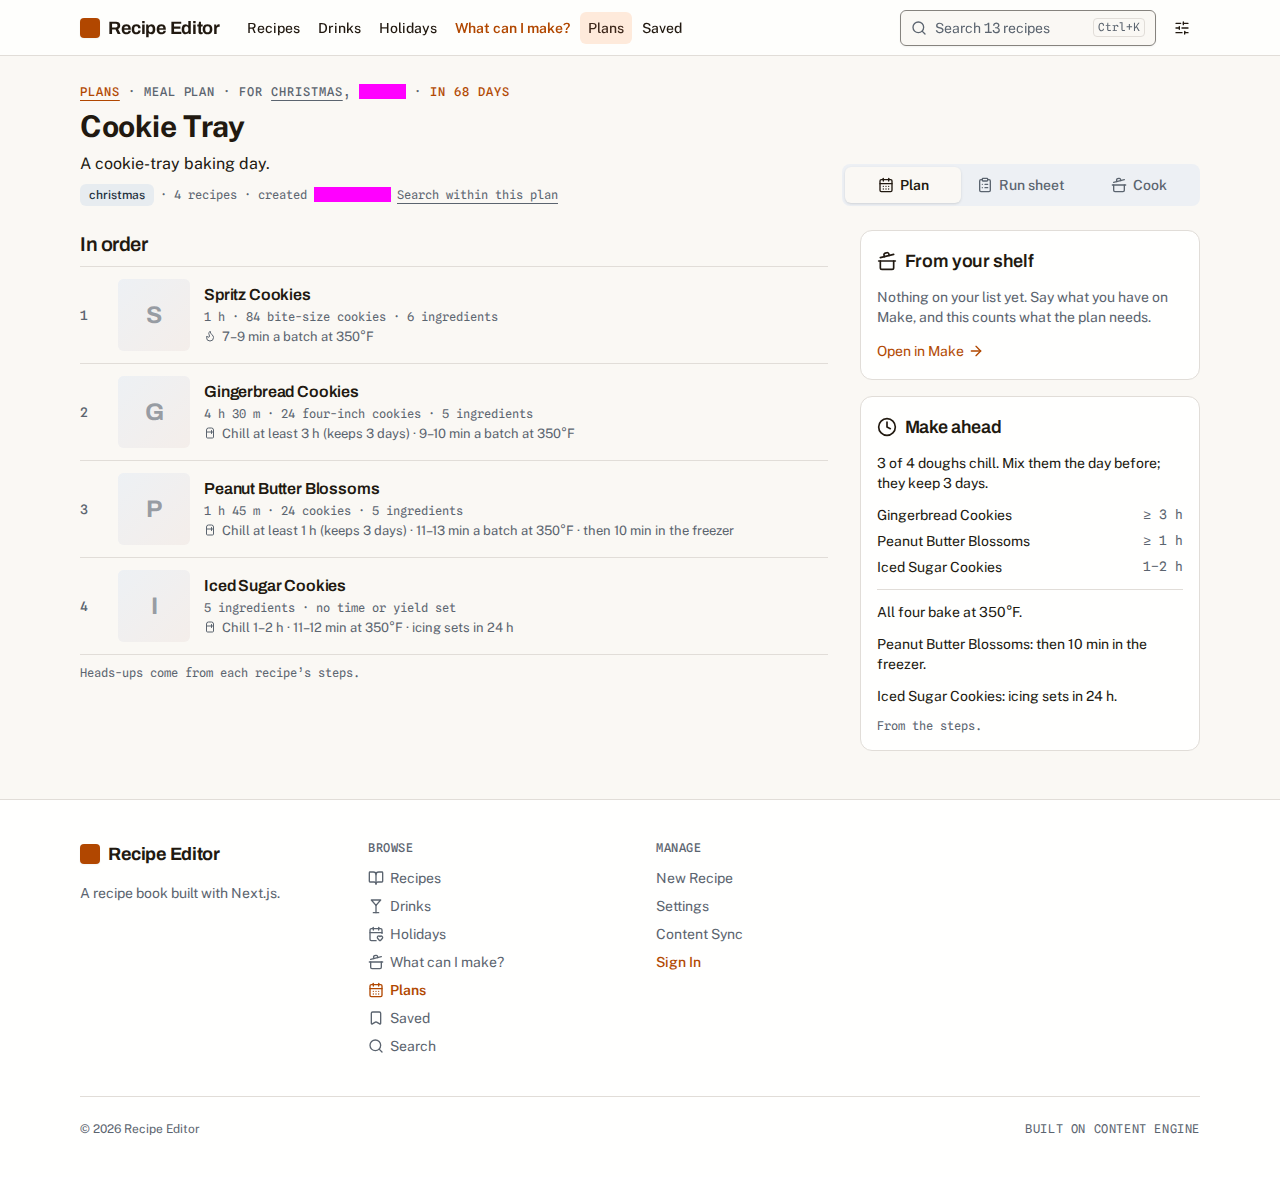 Recipe Editor
Recipes Drinks Holidays What can I make? Plans Saved
Search 13 recipes Ctrl+K
PLANS · MEAL PLAN · FOR CHRISTMAS, · IN 68 DAYS
Cookie Tray
A cookie-tray baking day.
christmas · 4 recipes · created Search within this plan
Plan Run sheet Cook
In order
1
S
Spritz Cookies
1 h · 84 bite-size cookies · 6 ingredients
7–9 min a batch at 350°F
2
G
Gingerbread Cookies
4 h 30 m · 24 four-inch cookies · 5 ingredients
Chill at least 3 h (keeps 3 days) · 9–10 min a batch at 350°F
3
P
Peanut Butter Blossoms
1 h 45 m · 24 cookies · 5 ingredients
Chill at least 1 h (keeps 3 days) · 11–13 min a batch at 350°F · then 10 min in the freezer
4
I
Iced Sugar Cookies
5 ingredients · no time or yield set
Chill 1–2 h · 11–12 min at 350°F · icing sets in 24 h
Heads-ups come from each recipe’s steps.
From your shelf
Nothing on your list yet. Say what you have on
Make, and this counts what the plan needs.
Open in Make →
Make ahead
3 of 4 doughs chill. Mix them the day before;
they keep 3 days.
Gingerbread Cookies ≥ 3 h
Peanut Butter Blossoms ≥ 1 h
Iced Sugar Cookies 1–2 h
All four bake at 350°F.
Peanut Butter Blossoms: then 10 min in the
freezer.
Iced Sugar Cookies: icing sets in 24 h.
From the steps.
Recipe Editor
A recipe book built with Next.js.
BROWSE
Recipes
Drinks
Holidays
What can I make?
Plans
Saved
Search
MANAGE
New Recipe
Settings
Content Sync
Sign In
© 2026 Recipe Editor
BUILT ON CONTENT ENGINE